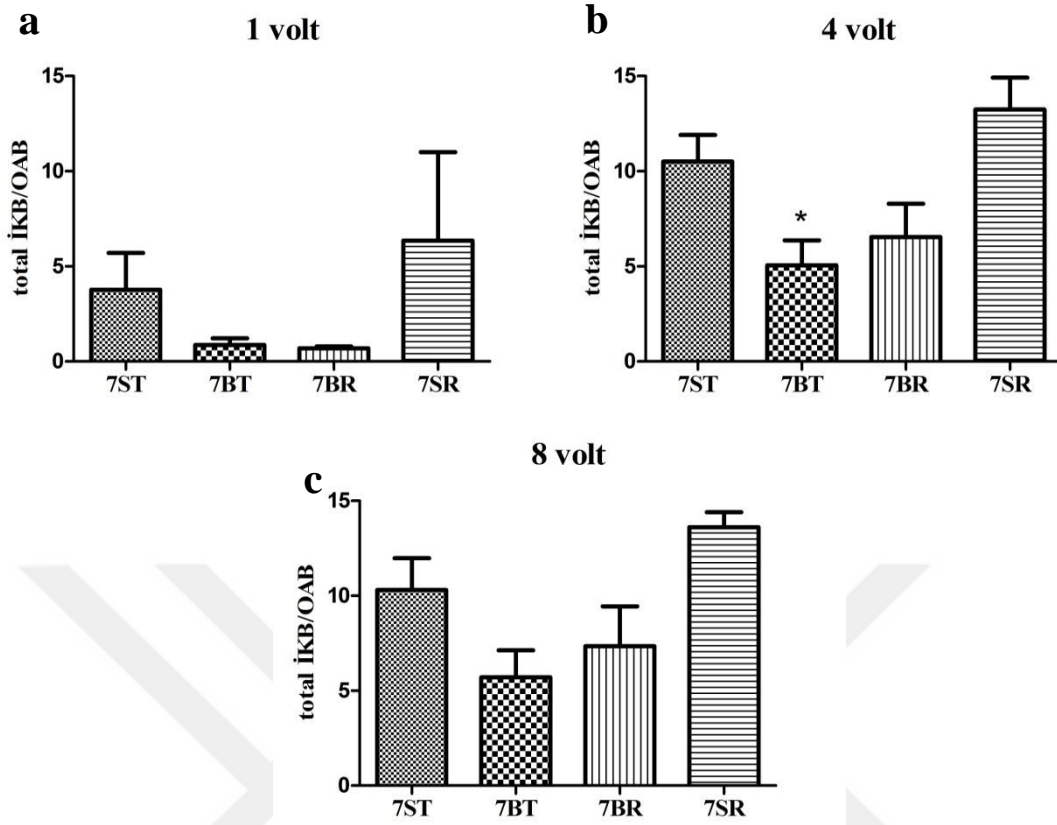 a
1 volt
total İKB/OAB
15
10
5
0
7ST 7BT 7BR 7SR
b
4 volt
total İKB/OAB
15
10
5
0
*
7ST 7BT 7BR 7SR
c
8 volt
total İKB/OAB
15
10
5
0
7ST 7BT 7BR 7SR